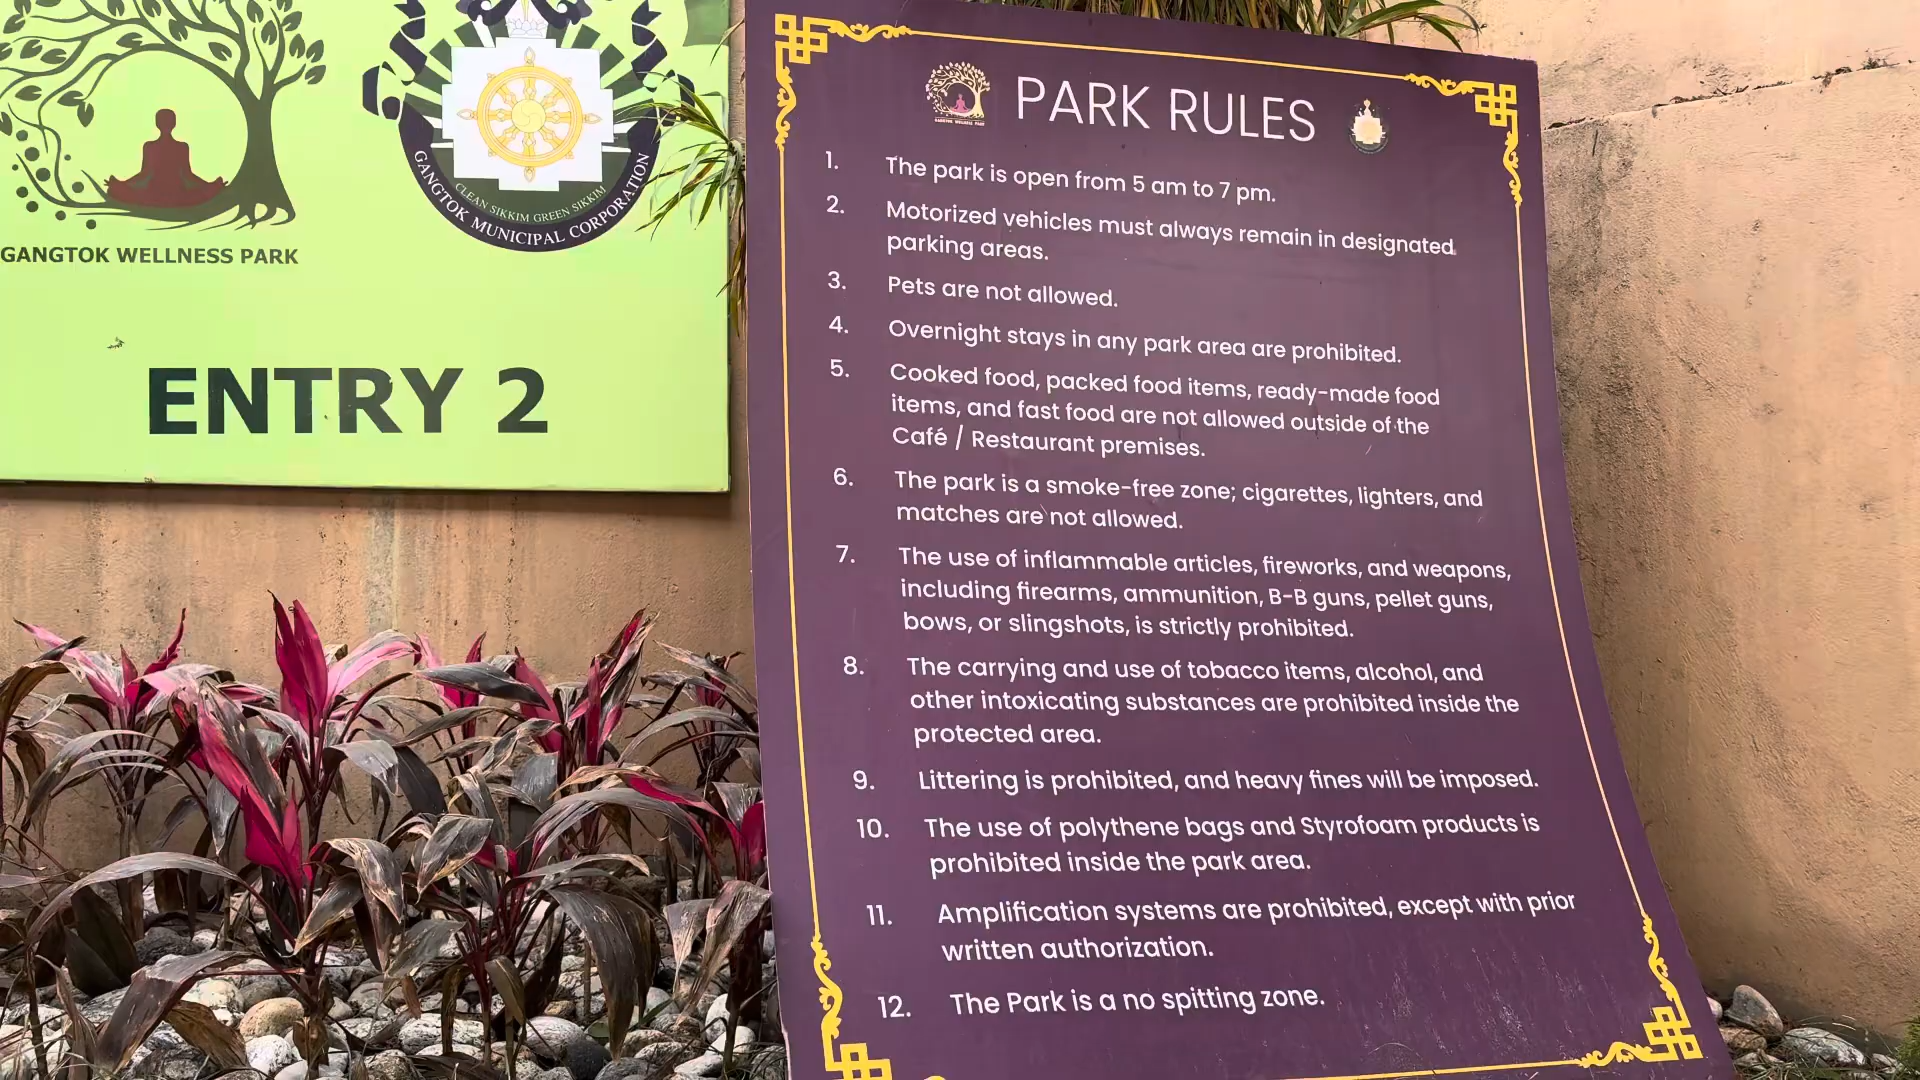 GANGTOK WELLNESS PARK
CLEAN SIKKIM GREEN SIKKIM
GANGTOK MUNICIPAL CORPORATION
ENTRY 2
PARK RULES
1. The park is open from 5 am to 7 pm.
2. Motorized vehicles must always remain in designated
parking areas.
3. Pets are not allowed.
4. Overnight stays in any park area are prohibited.
5. Cooked food, packed food items, ready-made food
items, and fast food are not allowed outside of the
Café / Restaurant premises.
6. The park is a smoke-free zone; cigarettes, lighters, and
matches are not allowed.
7. The use of inflammable articles, fireworks, and weapons,
including firearms, ammunition, B-B guns, pellet guns,
bows, or slingshots, is strictly prohibited.
8. The carrying and use of tobacco items, alcohol, and
other intoxicating substances are prohibited inside the
protected area.
9. Littering is prohibited, and heavy fines will be imposed.
10. The use of polythene bags and Styrofoam products is
prohibited inside the park area.
11. Amplification systems are prohibited, except with prior
written authorization.
12. The Park is a no spitting zone.